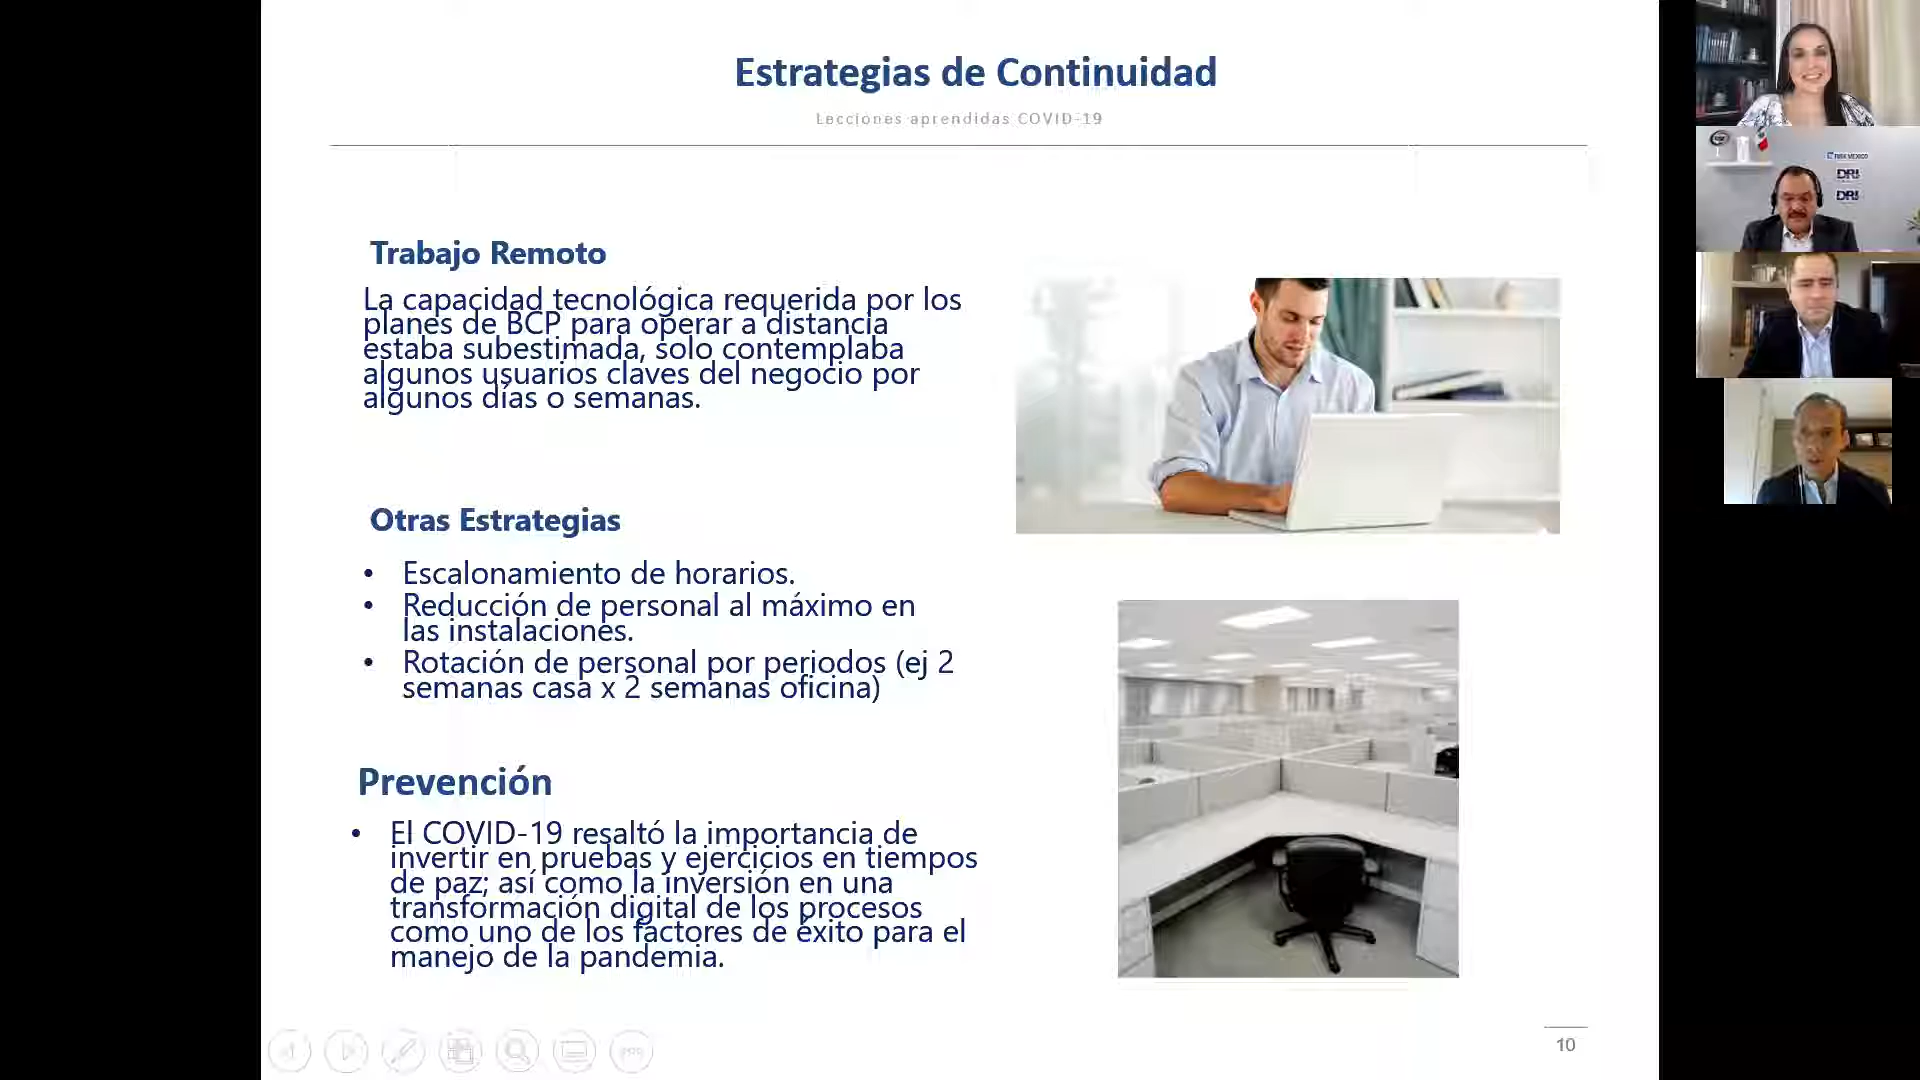 Estrategias de Continuidad
Lecciones aprendidas COVID-19
Trabajo Remoto
La capacidad tecnológica requerida por los
planes de BCP para operar a distancia
estaba subestimada, solo contemplaba
algunos usuarios claves del negocio por
algunos días o semanas.
Otras Estrategias
• Escalonamiento de horarios.
• Reducción de personal al máximo en
las instalaciones.
• Rotación de personal por periodos (ej 2
semanas casa x 2 semanas oficina)
Prevención
• El COVID-19 resaltó la importancia de
invertir en pruebas y ejercicios en tiempos
de paz; así como la inversión en una
transformación digital de los procesos
como uno de los factores de éxito para el
manejo de la pandemia.
10
DRI
DRI